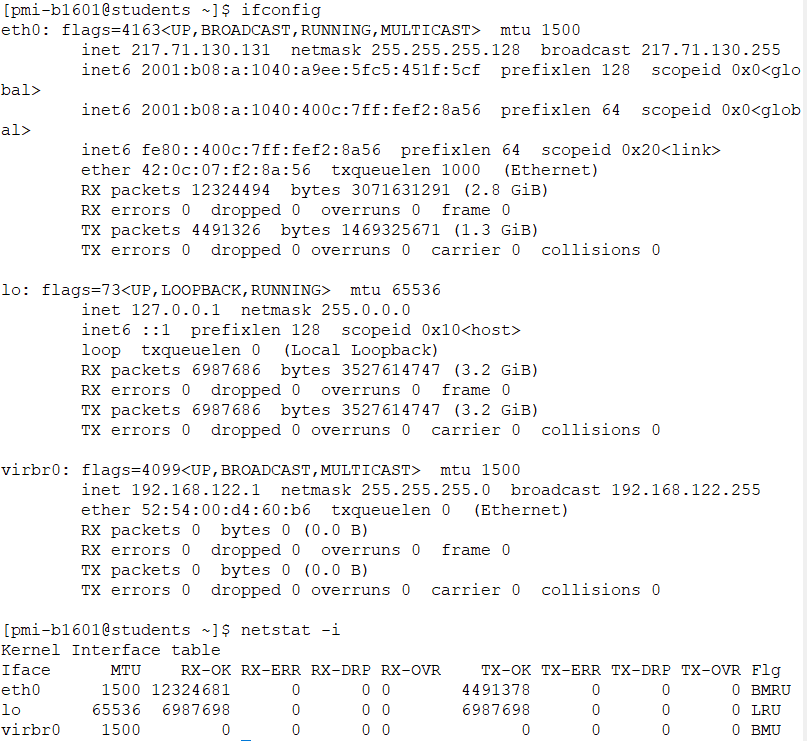 [pmi-b1601@students ~]$ ifconfig
eth0: flags=4163<UP,BROADCAST,RUNNING,MULTICAST>  mtu 1500
        inet 217.71.130.131  netmask 255.255.255.128  broadcast 217.71.130.255
        inet6 2001:b08:a:1040:a9ee:5fc5:451f:5cf  prefixlen 128  scopeid 0x0<glo
bal>
        inet6 2001:b08:a:1040:400c:7ff:fef2:8a56  prefixlen 64  scopeid 0x0<glob
al>
        inet6 fe80::400c:7ff:fef2:8a56  prefixlen 64  scopeid 0x20<link>
        ether 42:0c:07:f2:8a:56  txqueuelen 1000  (Ethernet)
        RX packets 12324494  bytes 3071631291 (2.8 GiB)
        RX errors 0  dropped 0  overruns 0  frame 0
        TX packets 4491326  bytes 1469325671 (1.3 GiB)
        TX errors 0  dropped 0 overruns 0  carrier 0  collisions 0

lo: flags=73<UP,LOOPBACK,RUNNING>  mtu 65536
        inet 127.0.0.1  netmask 255.0.0.0
        inet6 ::1  prefixlen 128  scopeid 0x10<host>
        loop  txqueuelen 0  (Local Loopback)
        RX packets 6987686  bytes 3527614747 (3.2 GiB)
        RX errors 0  dropped 0  overruns 0  frame 0
        TX packets 6987686  bytes 3527614747 (3.2 GiB)
        TX errors 0  dropped 0 overruns 0  carrier 0  collisions 0

virbr0: flags=4099<UP,BROADCAST,MULTICAST>  mtu 1500
        inet 192.168.122.1  netmask 255.255.255.0  broadcast 192.168.122.255
        ether 52:54:00:d4:60:b6  txqueuelen 0  (Ethernet)
        RX packets 0  bytes 0 (0.0 B)
        RX errors 0  dropped 0  overruns 0  frame 0
        TX packets 0  bytes 0 (0.0 B)
        TX errors 0  dropped 0 overruns 0  carrier 0  collisions 0

[pmi-b1601@students ~]$ netstat -i
Kernel Interface table
Iface      MTU    RX-OK RX-ERR RX-DRP RX-OVR    TX-OK TX-ERR TX-DRP TX-OVR Flg
eth0      1500 12324681      0      0 0       4491378      0      0      0 BMRU
lo       65536  6987698      0      0 0       6987698      0      0      0 LRU
virbr0    1500        0      0      0 0             0      0      0      0 BMU